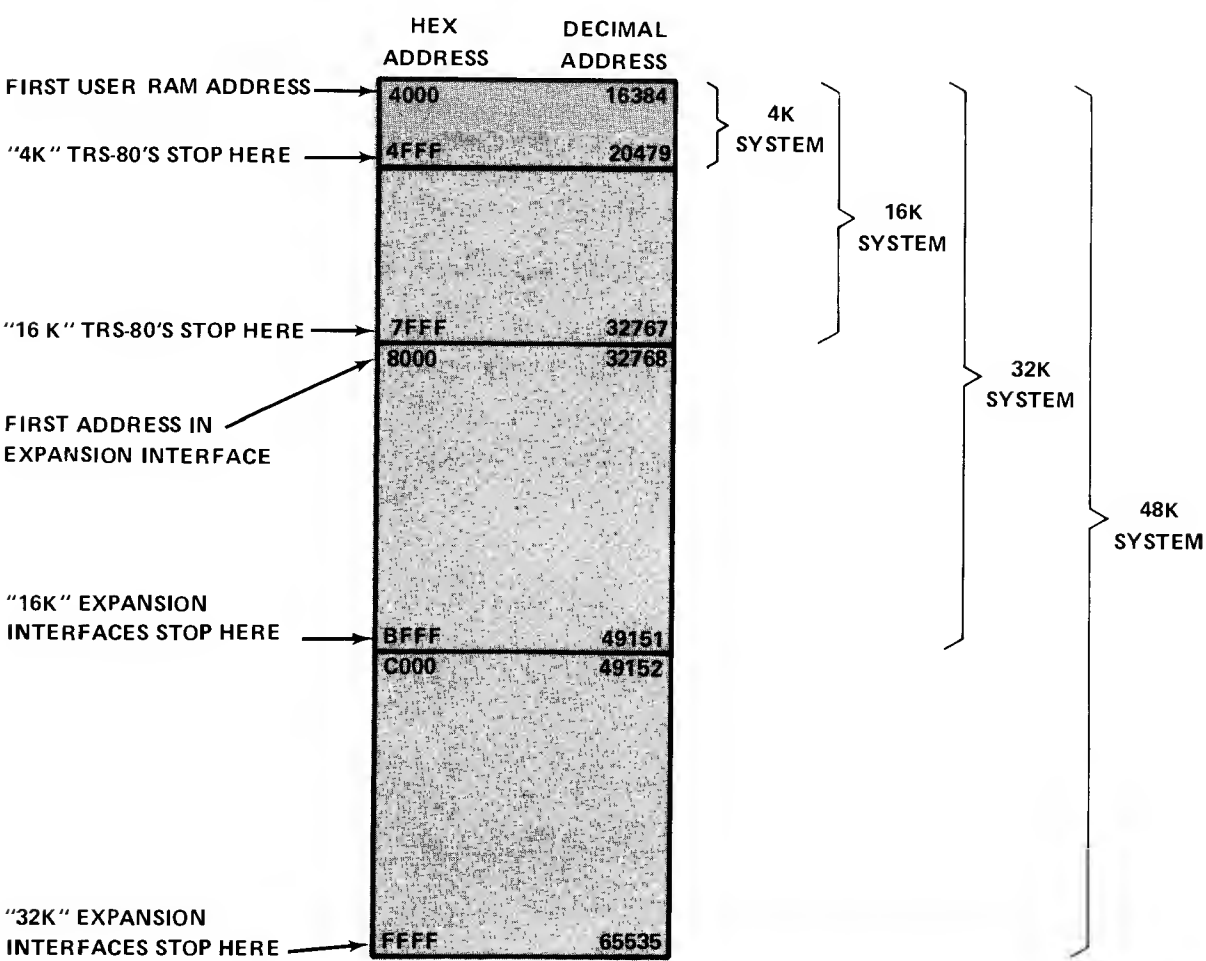 HEX
ADDRESS
DECIMAL
ADDRESS
FIRST USER RAM ADDRESS
4000 16384
4K
SYSTEM
"4K" TRS-80'S STOP HERE
4FFF 20479
16K
SYSTEM
"16 K" TRS-80'S STOP HERE
7FFF 32767
8000 32768
32K
SYSTEM
FIRST ADDRESS IN
EXPANSION INTERFACE
48K
SYSTEM
"16K" EXPANSION
INTERFACES STOP HERE
BFFF 49151
C000 49152
"32K" EXPANSION
INTERFACES STOP HERE
FFFF 65535